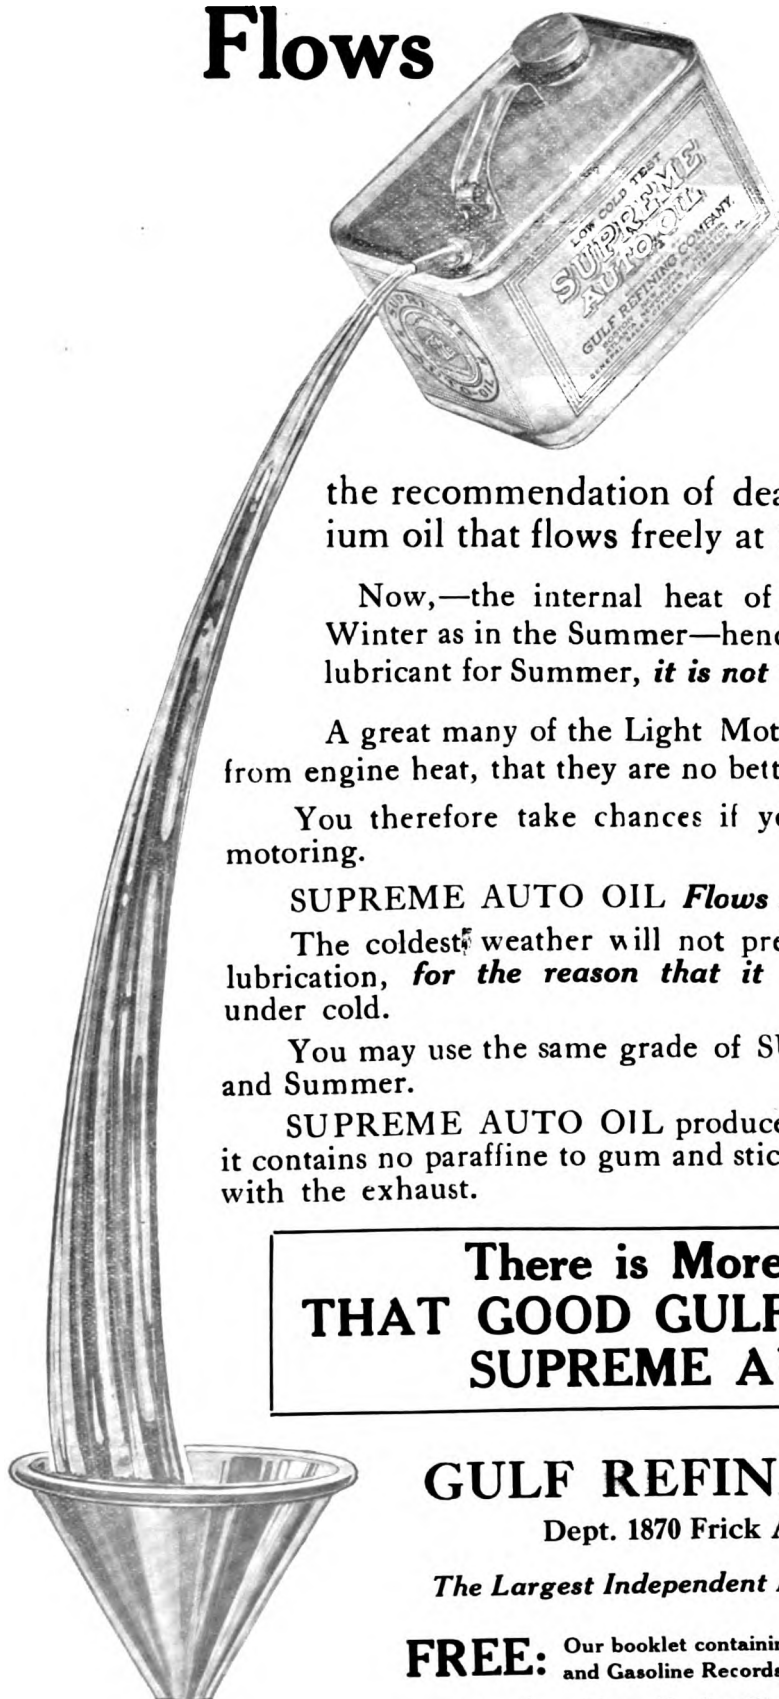 Flows
LOW COLD TEST
SUPREME
AUTO OIL
GULF REFINING COMPANY.
the recommendation of dea
ium oil that flows freely at
Now,—the internal heat of
Winter as in the Summer—henc
lubricant for Summer, it is not
A great many of the Light Mot
from engine heat, that they are no bett
You therefore take chances if y
motoring.
SUPREME AUTO OIL Flows
The coldest weather will not pre
lubrication, for the reason that it
under cold.
You may use the same grade of SU
and Summer.
SUPREME AUTO OIL produce
it contains no paraffine to gum and stic
with the exhaust.
There is More
THAT GOOD GULF
SUPREME A
GULF REFIN
Dept. 1870 Frick
The Largest Independent
FREE: Our booklet containin
and Gasoline Records